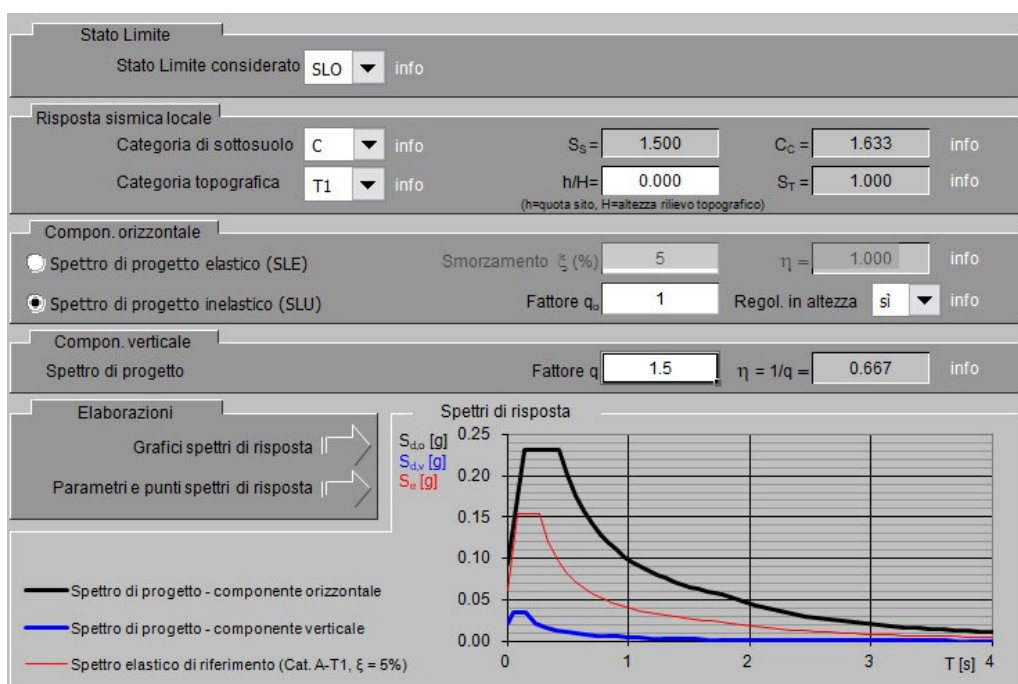 Stato Limite
Stato Limite considerato SLO info
Risposta sismica locale
Categoria di sottosuolo C info S_S = 1.500 C_C = 1.633 info
Categoria topografica T1 info h/H= 0.000 S_T = 1.000 info
(h=quota sito, H=altezza rilievo topografico)
Compon. orizzontale
Spettro di progetto elastico (SLE) Smorzamento ξ (%) 5 η = 1.000 info
Spettro di progetto inelastico (SLU) Fattore q_o 1 Regol. in altezza sì info
Compon. verticale
Spettro di progetto Fattore q 1.5 η = 1/q = 0.667 info
Elaborazioni
Grafici spettri di risposta
Parametri e punti spettri di risposta
Spettri di risposta
S_d,o [g]
S_d,v [g]
S_e [g]
0.25
0.20
0.15
0.10
0.05
0.00
0 1 2 3 T [s] 4
Spettro di progetto - componente orizzontale
Spettro di progetto - componente verticale
Spettro elastico di riferimento (Cat. A-T1, ξ = 5%)